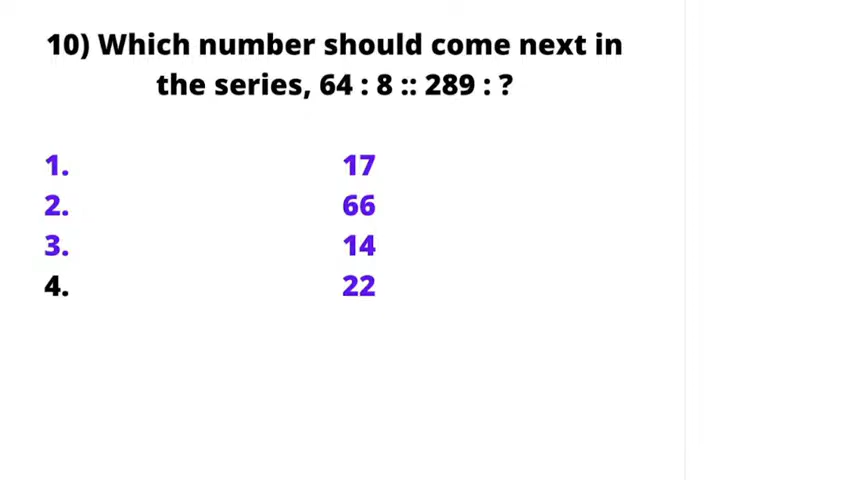 10) Which number should come next in
the series, 64 : 8 :: 289 : ?
1. 17
2. 66
3. 14
4. 22